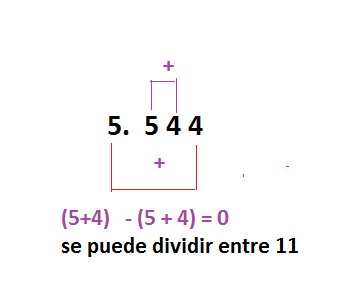 +
5. 5 4 4
+
(5+4) - (5 + 4) = 0
se puede dividir entre 11